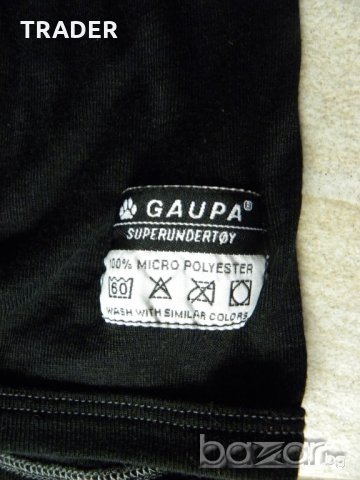 TRADER
GAUPA®
SUPERUNDERTØY
100% MICRO POLYESTER
60
WASH WITH SIMILAR COLORS
bazar.bg